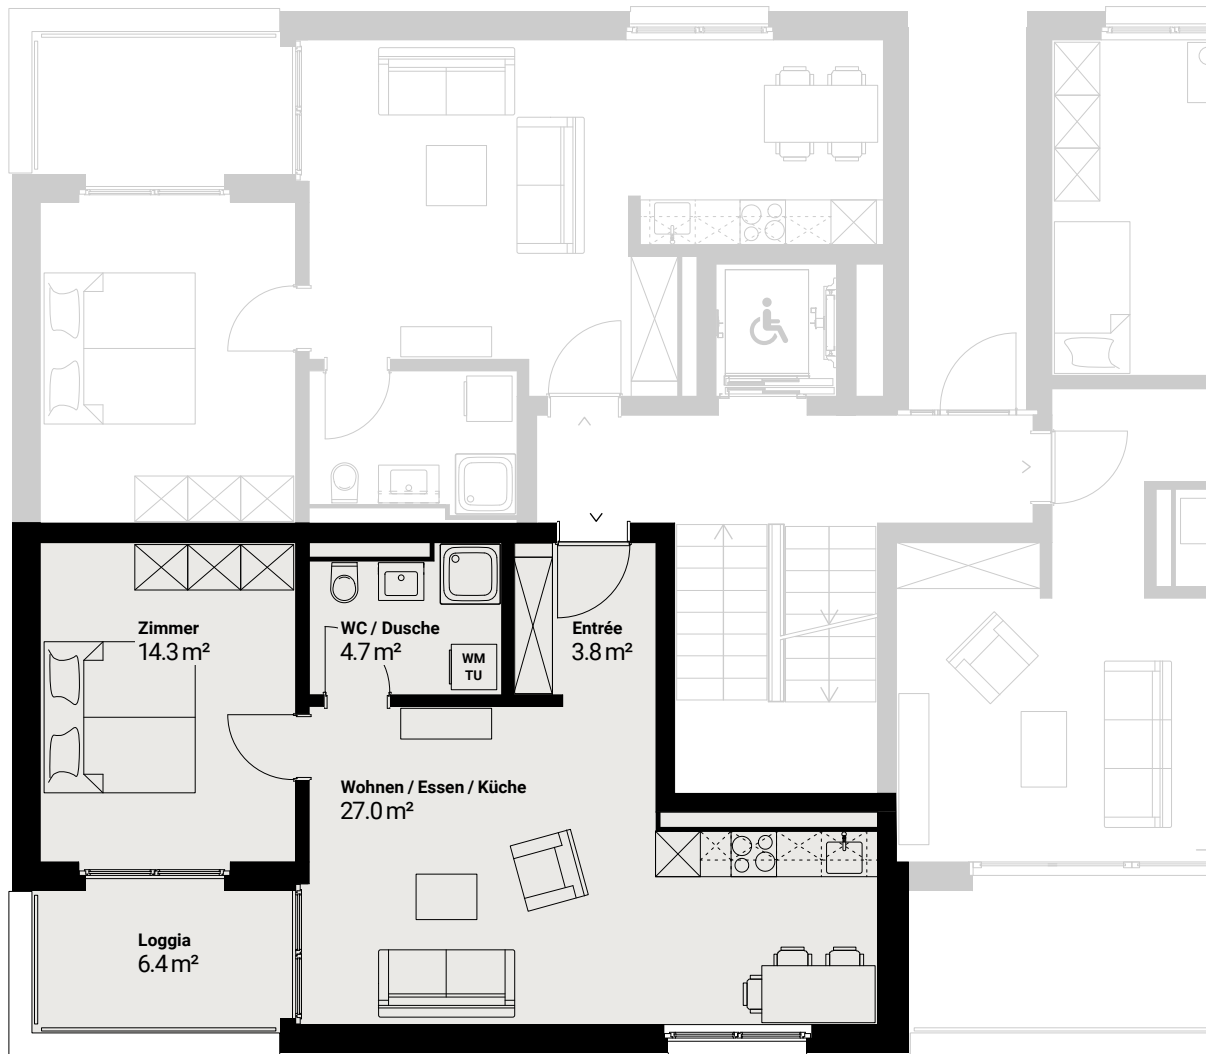 Zimmer
14.3 m²
WC / Dusche
4.7 m²
WM
TU
Entrée
3.8 m²
Wohnen / Essen / Küche
27.0 m²
Loggia
6.4 m²